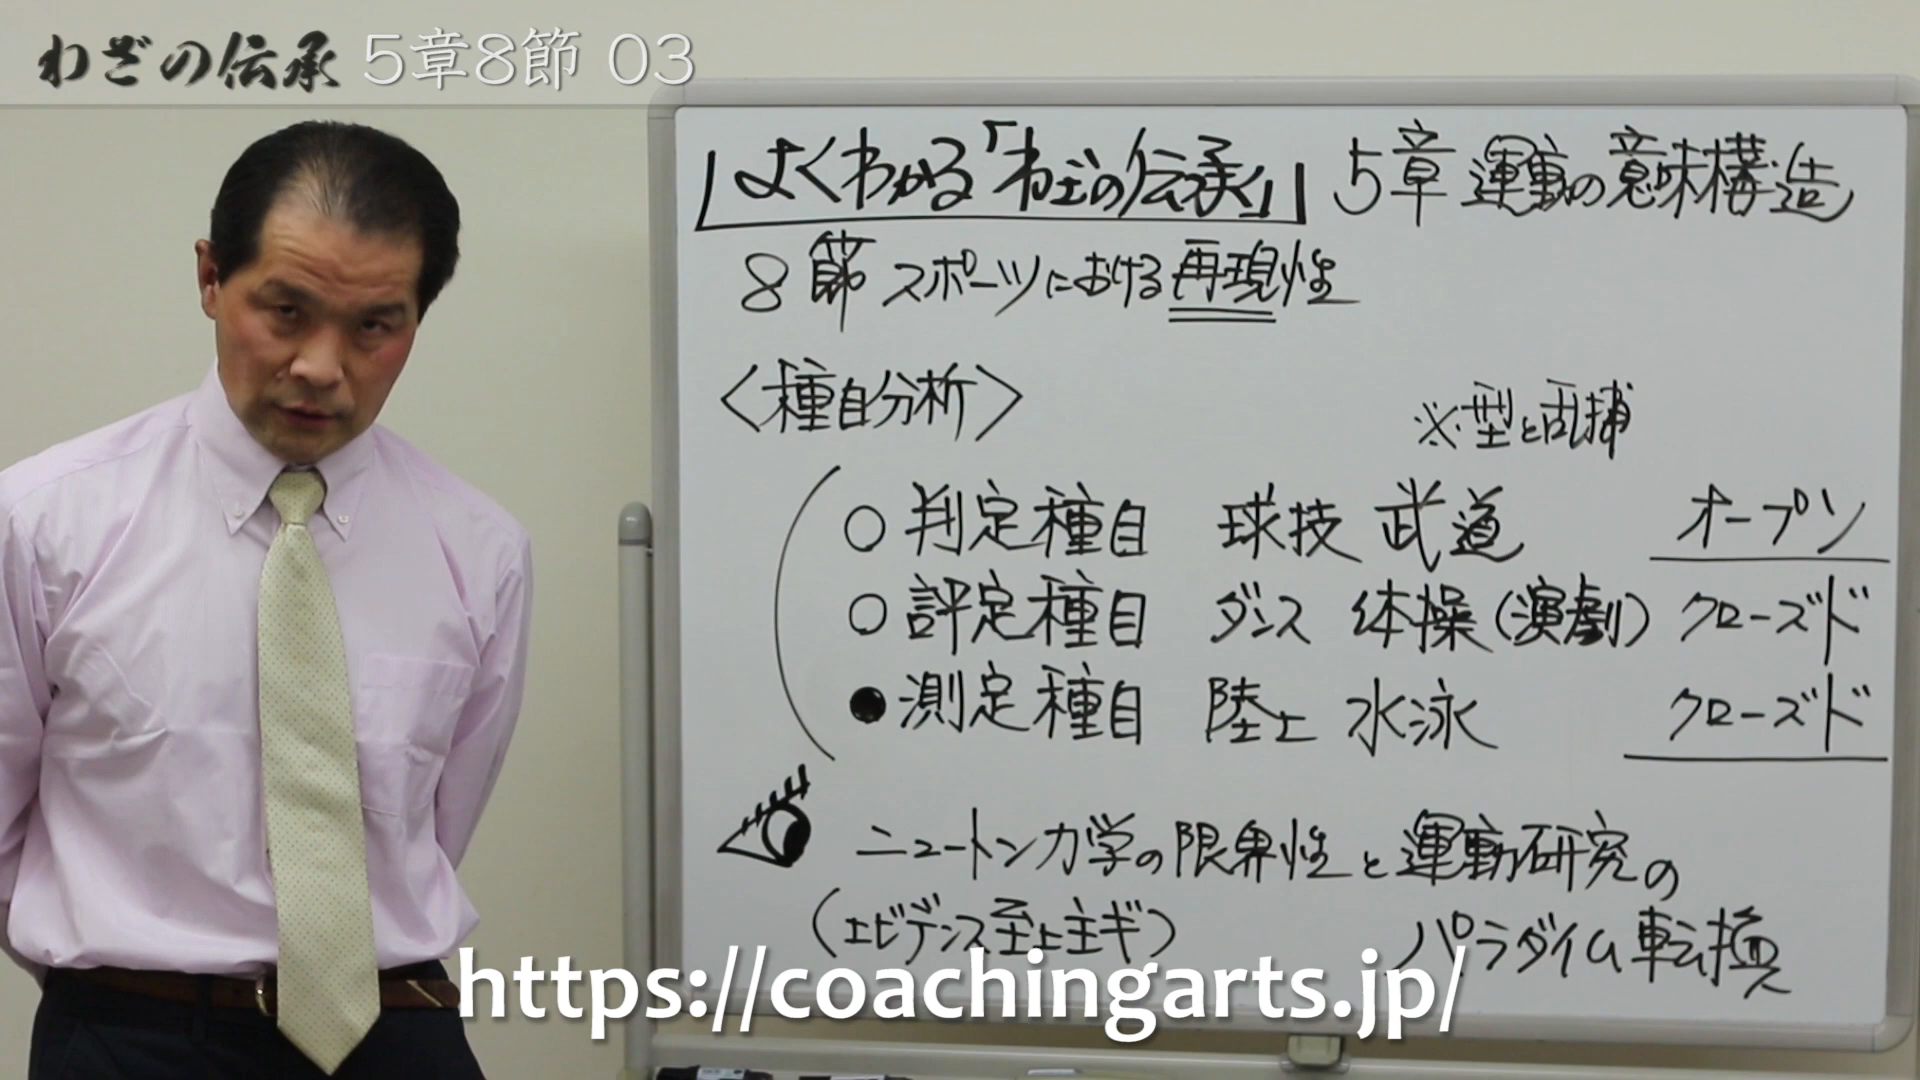 わざの伝承 5章8節 03
よくわかる「わざの伝承」 5章 運動の意味構造
8節 スポーツにおける再現性
<種目分析>
※型と乱捕
○ 判定種目 球技 武道 オープン
○ 評定種目 ダンス 体操(演劇) クローズド
● 測定種目 陸上 水泳 クローズド
ニュートン力学の限界性と運動研究の
(エビデンス至上主ギ) パラダイム転換
https://coachingarts.jp/